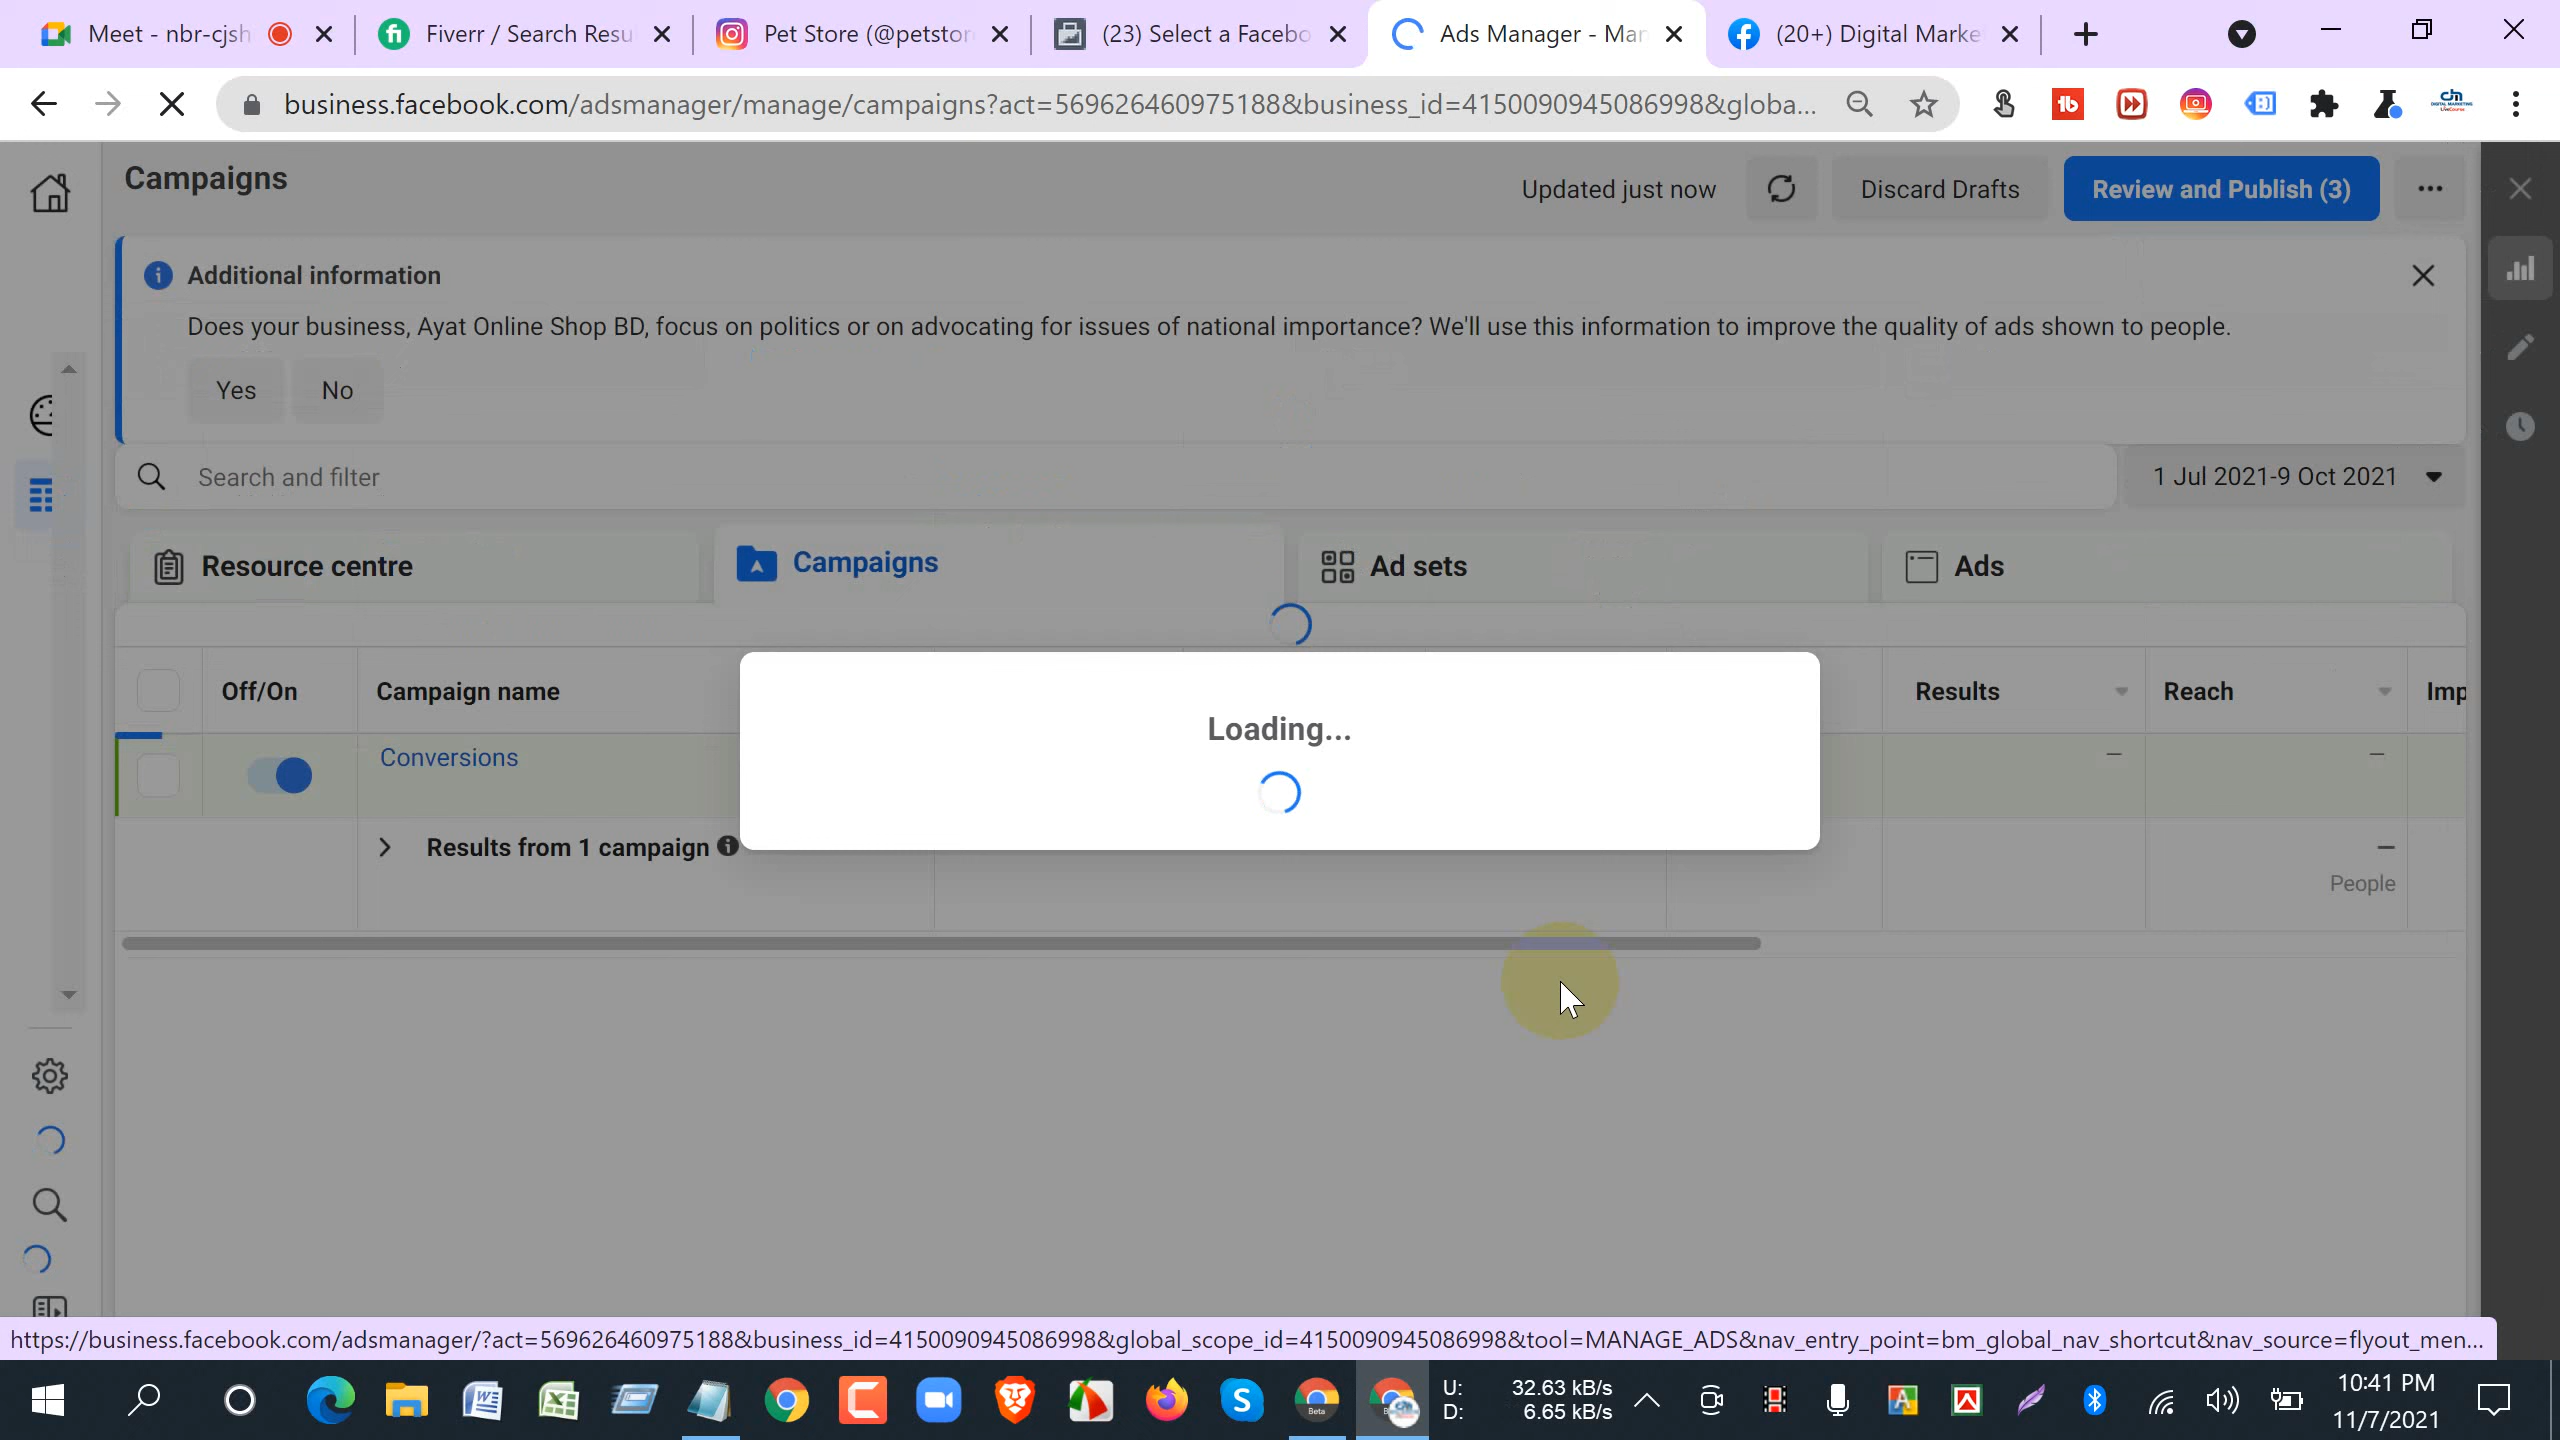 Meet - nbr-cjsh
Fiverr / Search Resu
Pet Store (@petstor
(23) Select a Facebo
Ads Manager - Mar
(20+) Digital Marke
business.facebook.com/adsmanager/manage/campaigns?act=569626460975188&business_id=4150090945086998&globa...
Campaigns
Updated just now
Discard Drafts
Review and Publish (3)
Additional information
Does your business, Ayat Online Shop BD, focus on politics or on advocating for issues of national importance? We'll use this information to improve the quality of ads shown to people.
Yes
No
Search and filter
1 Jul 2021-9 Oct 2021
Resource centre
Campaigns
Ad sets
Ads
Off/On
Campaign name
Results
Reach
Imp
Loading...
Conversions
—
—
Results from 1 campaign
—
People
https://business.facebook.com/adsmanager/?act=569626460975188&business_id=4150090945086998&global_scope_id=4150090945086998&tool=MANAGE_ADS&nav_entry_point=bm_global_nav_shortcut&nav_source=flyout_men...
U: 32.63 kB/s
D: 6.65 kB/s
10:41 PM
11/7/2021